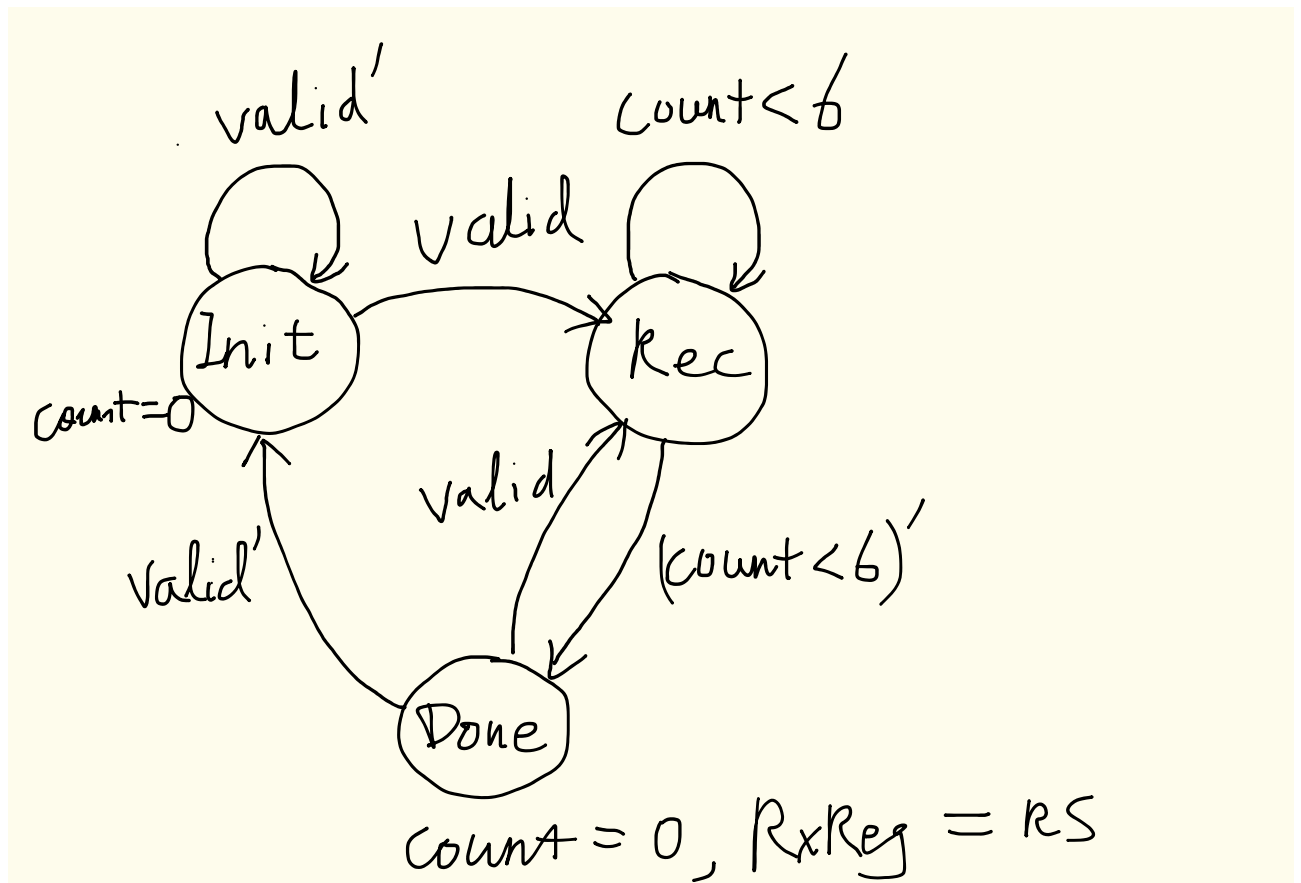 valid'
count<6
valid
Init
Rec
count=0
valid
valid'
(count<6)'
Done
count = 0, RxReg = RS